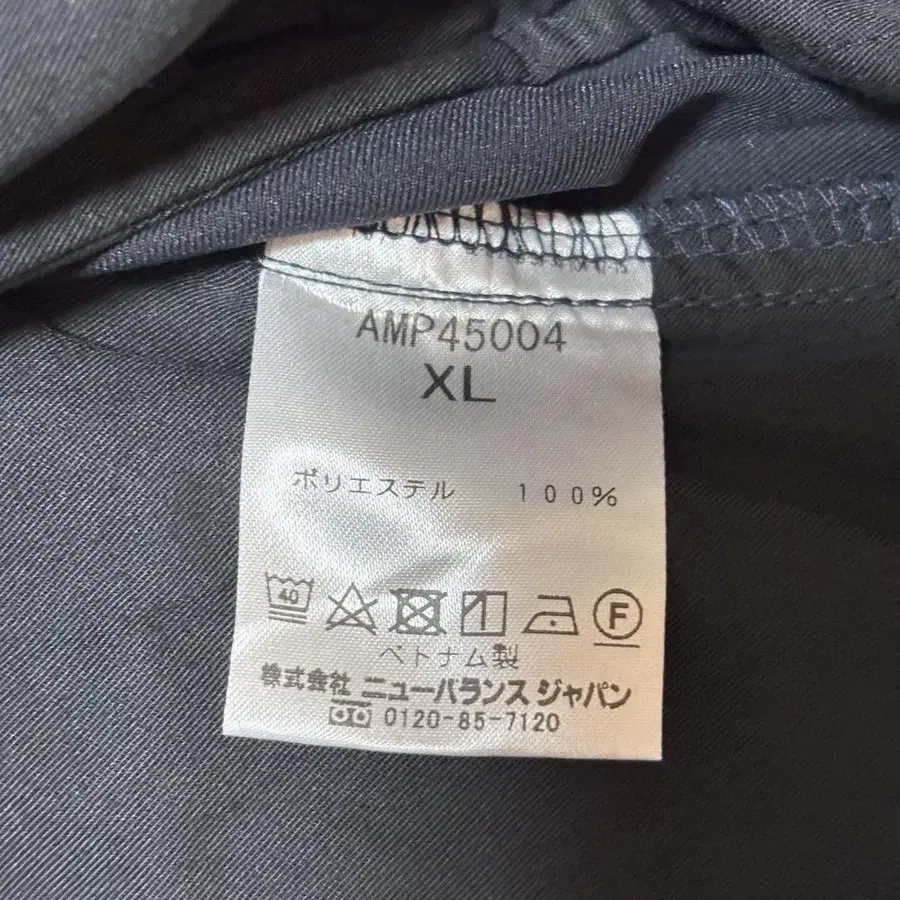 AMP45004
XL
ポリエステル 100%
40 F
ベトナム製
株式会社 ニューバランス ジャパン
0120-85-7120